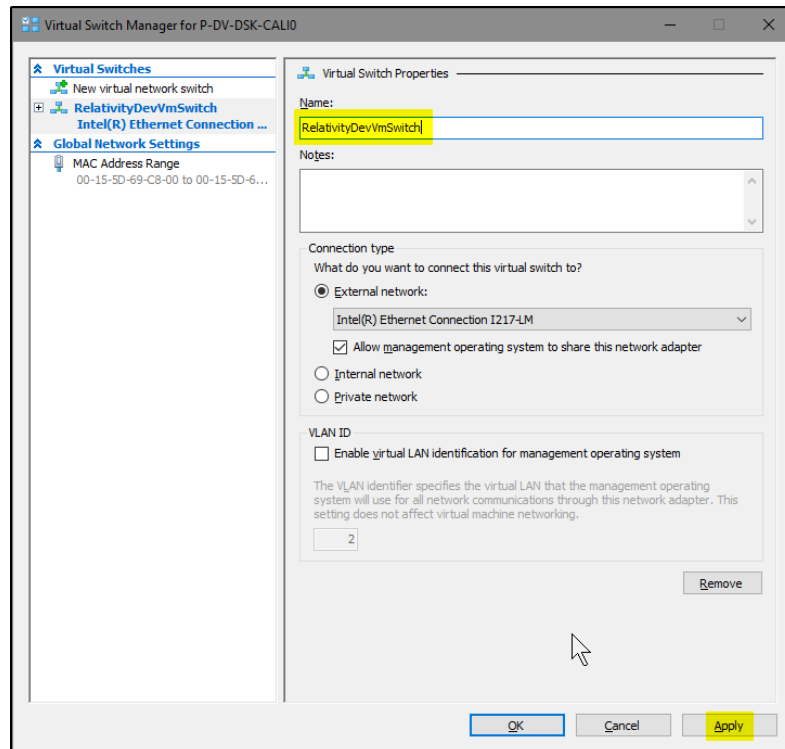 Virtual Switch Manager for P-DV-DSK-CALI0
Virtual Switches
New virtual network switch
RelativityDevVmSwitch
Intel(R) Ethernet Connection ...
Global Network Settings
MAC Address Range
00-15-5D-69-C8-00 to 00-15-5D-6...
Virtual Switch Properties
Name:
RelativityDevVmSwitch
Notes:
Connection type
What do you want to connect this virtual switch to?
External network:
Intel(R) Ethernet Connection I217-LM
Allow management operating system to share this network adapter
Internal network
Private network
VLAN ID
Enable virtual LAN identification for management operating system
The VLAN identifier specifies the virtual LAN that the management operating
system will use for all network communications through this network adapter. This
setting does not affect virtual machine networking.
2
Remove
OK
Cancel
Apply